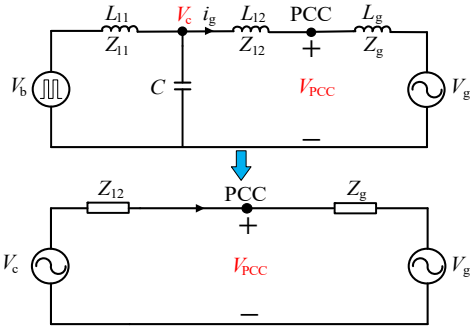 L11 Vc ig L12 PCC Lg
Z11 Z12 + Zg
Vb C VPCC Vg
−
Z12 PCC Zg
+
Vc VPCC Vg
−